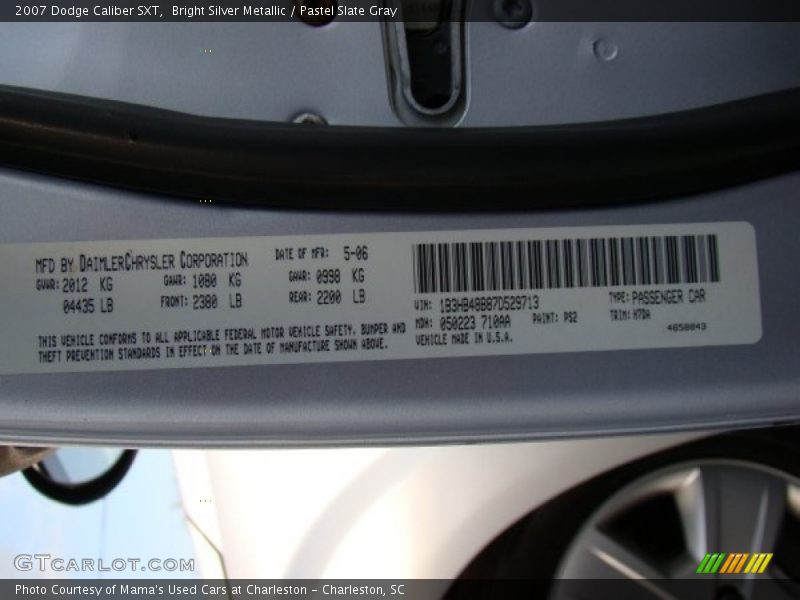 2007 Dodge Caliber SXT,  Bright Silver Metallic / Pastel Slate Gray
MFD BY DAIMLERCHRYSLER CORPORATION DATE OF MFR: 5-06
GVWR: 2012 KG GAWR: 1080 KG GAWR: 0998 KG
04435 LB FRONT: 2380 LB REAR: 2200 LB
THIS VEHICLE CONFORMS TO ALL APPLICABLE FEDERAL MOTOR VEHICLE SAFETY, BUMPER AND
THEFT PREVENTION STANDARDS IN EFFECT ON THE DATE OF MANUFACTURE SHOWN ABOVE.
VIN: 1B3HB48B87D529713 TYPE: PASSENGER CAR
MDH: 050223 710AA PAINT: PS2 TRIM: H7DA
VEHICLE MADE IN U.S.A. 4658843
GTcarlot.com
Photo Courtesy of Mama's Used Cars at Charleston - Charleston, SC